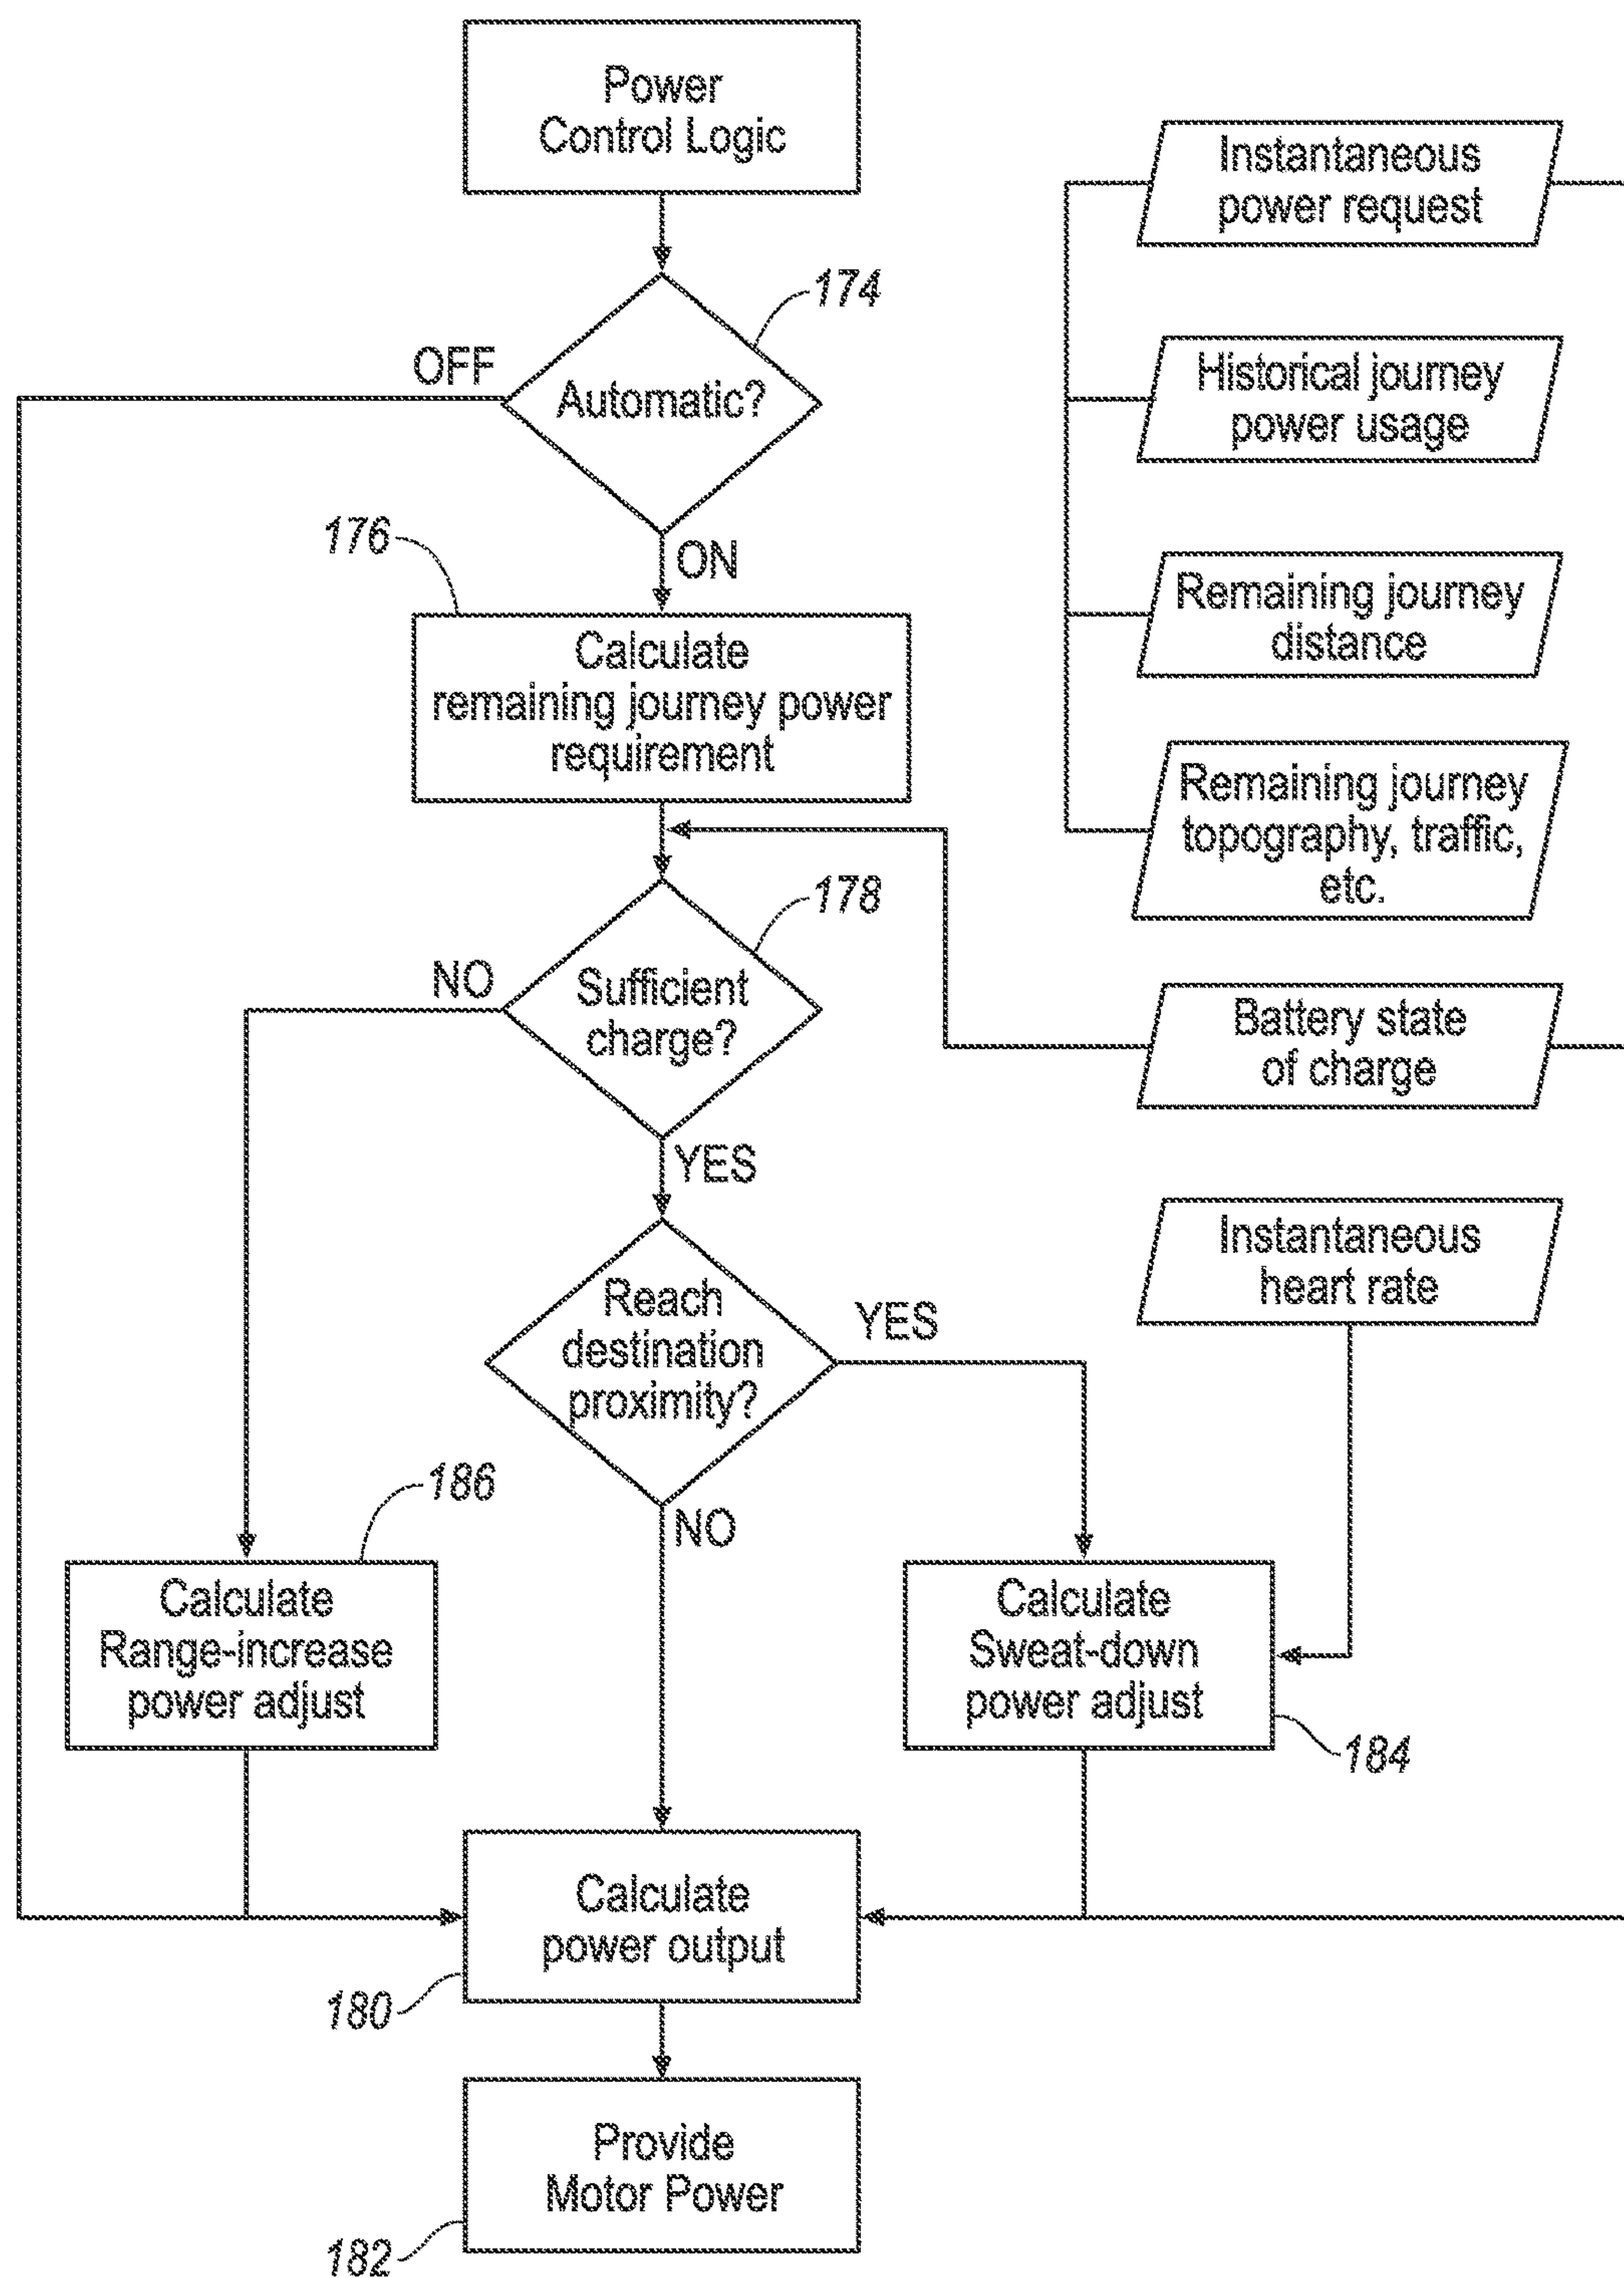 Power
Control Logic
174
OFF
Automatic?
ON
176
Calculate
remaining journey power
requirement
178
NO
Sufficient
charge?
YES
Reach
destination
proximity?
YES
NO
186
Calculate
Range-increase
power adjust
Calculate
Sweat-down
power adjust
184
Calculate
power output
180
Provide
Motor Power
182
Instantaneous
power request
Historical journey
power usage
Remaining journey
distance
Remaining journey
topography, traffic,
etc.
Battery state
of charge
Instantaneous
heart rate